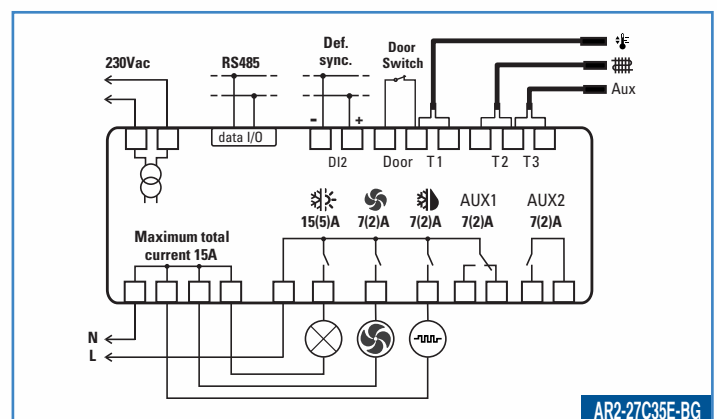 230Vac
RS485
Def.
sync.
Door
Switch
Aux
- +
data I/O
DI2
Door
T1
T2
T3
AUX1
AUX2
15(5)A
7(2)A
7(2)A
7(2)A
7(2)A
Maximum total
current 15A
N
L
AR2-27C35E-BG